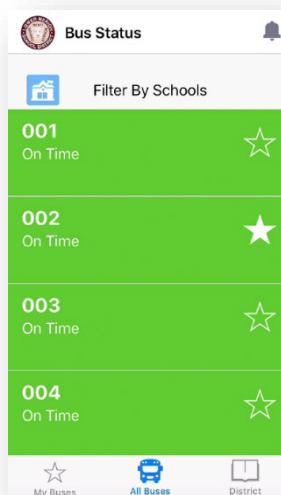 Bus Status
Filter By Schools
001
On Time
002
On Time
003
On Time
004
On Time
My Buses
All Buses
District